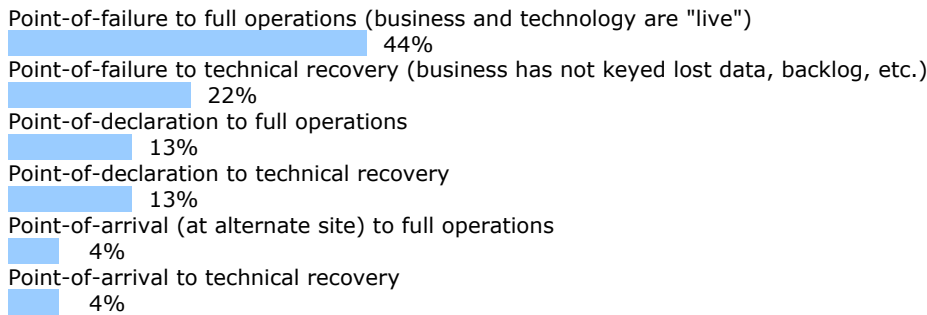 Point-of-failure to full operations (business and technology are "live")
44%
Point-of-failure to technical recovery (business has not keyed lost data, backlog, etc.)
22%
Point-of-declaration to full operations
13%
Point-of-declaration to technical recovery
13%
Point-of-arrival (at alternate site) to full operations
4%
Point-of-arrival to technical recovery
4%